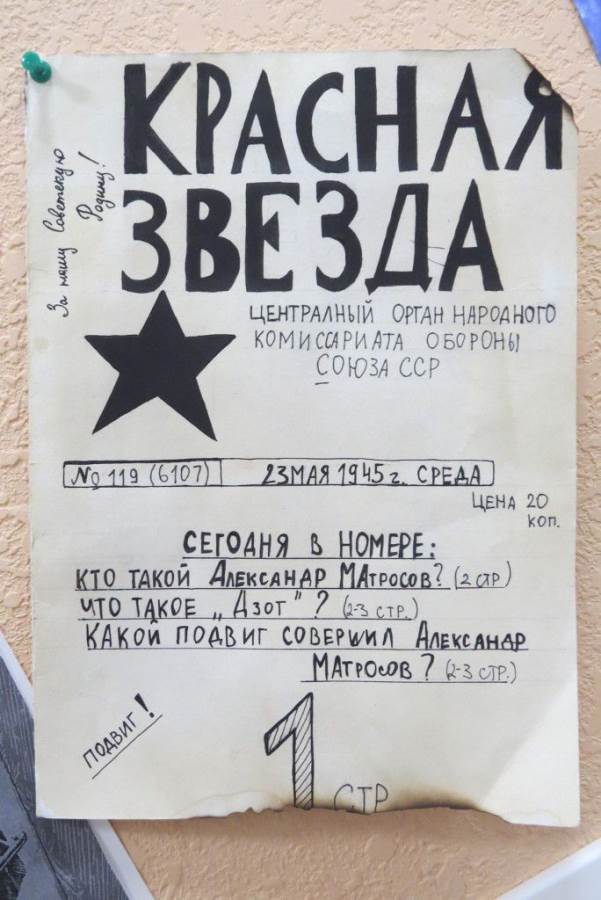 КРАСНАЯ
ЗВЕЗДА
За нашу Советскую
Родину!
ЦЕНТРАЛНЫЙ ОРГАН НАРОДНОГО
КОМИССАРИАТА ОБОРОНЫ
СОЮЗА ССР
№ 119 (6107) 23 МАЯ 1945 г. СРЕДА
ЦЕНА 20
КОП.
СЕГОДНЯ В НОМЕРЕ:
КТО ТАКОЙ АЛЕКСАНДР МАТРОСОВ? (2 СТР)
ЧТО ТАКОЕ „ДЗОТ"? (2-3 СТР.)
КАКОЙ ПОДВИГ СОВЕРШИЛ АЛЕКСАНДР
МАТРОСОВ? (2-3 СТР.)
ПОДВИГ!
1 СТР